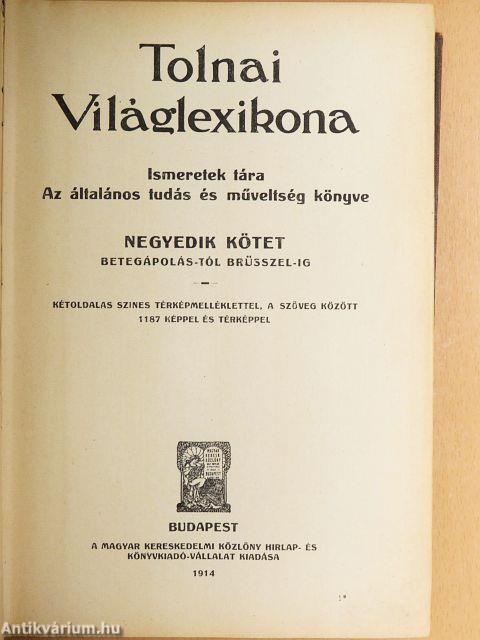 Tolnai
Világlexikona
Ismeretek tára
Az általános tudás és műveltség könyve
NEGYEDIK KÖTET
BETEGÁPOLÁS-TÓL BRÜSSZEL-IG
KÉTOLDALAS SZINES TÉRKÉPMELLÉKLETTEL, A SZÖVEG KÖZÖTT
1187 KÉPPEL ÉS TÉRKÉPPEL
BUDAPEST
A MAGYAR KERESKEDELMI KÖZLÖNY HIRLAP- ÉS
KÖNYVKIADÓ-VÁLLALAT KIADÁSA
1914
Antikvárium.hu